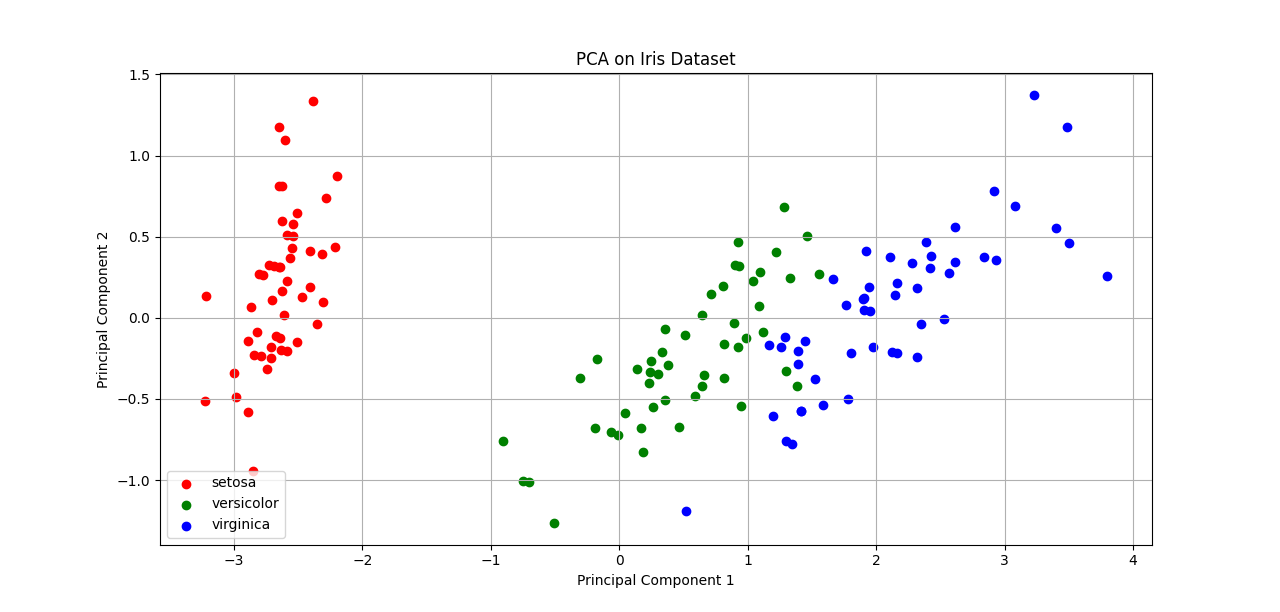 PCA on Iris Dataset
1.5
1.0
0.5
0.0
−0.5
−1.0
Principal Component 2
setosa
versicolor
virginica
−3
−2
−1
0
1
2
3
4
Principal Component 1